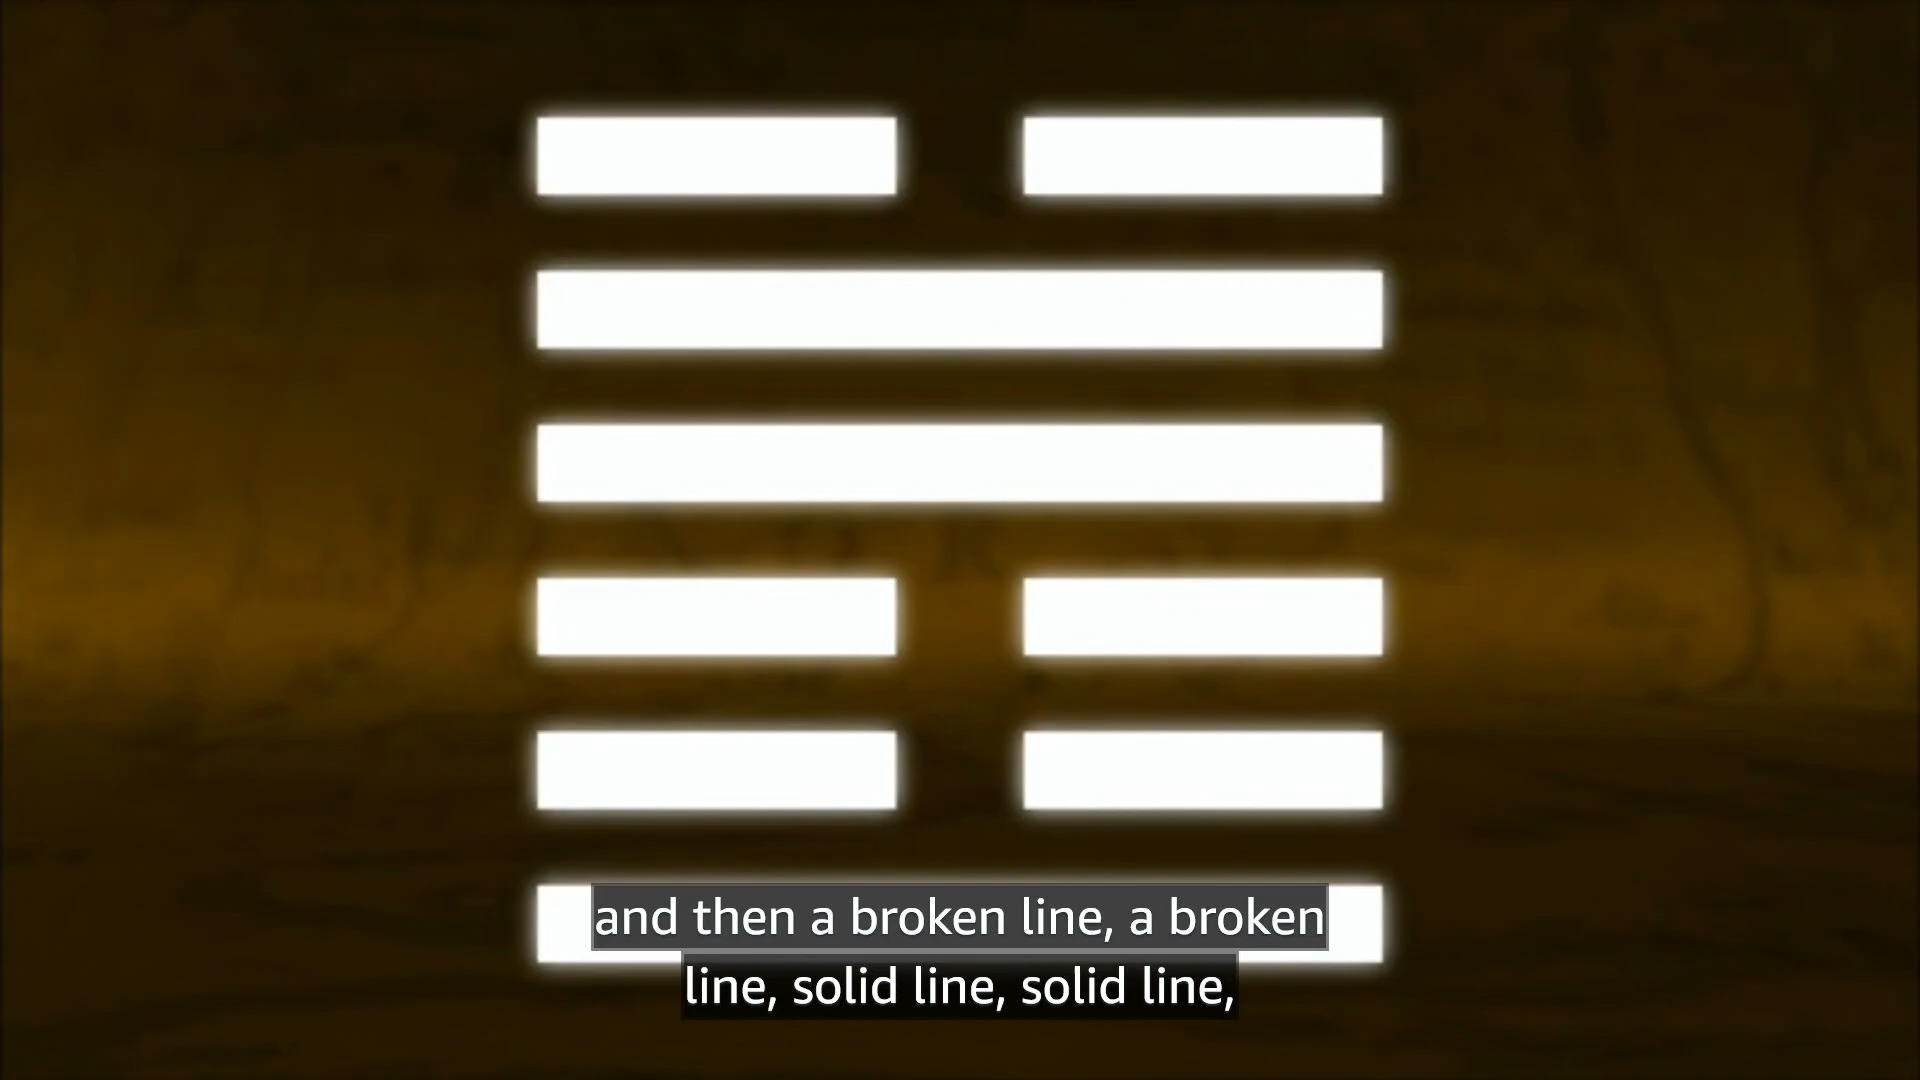 and then a broken line, a broken
line, solid line, solid line,